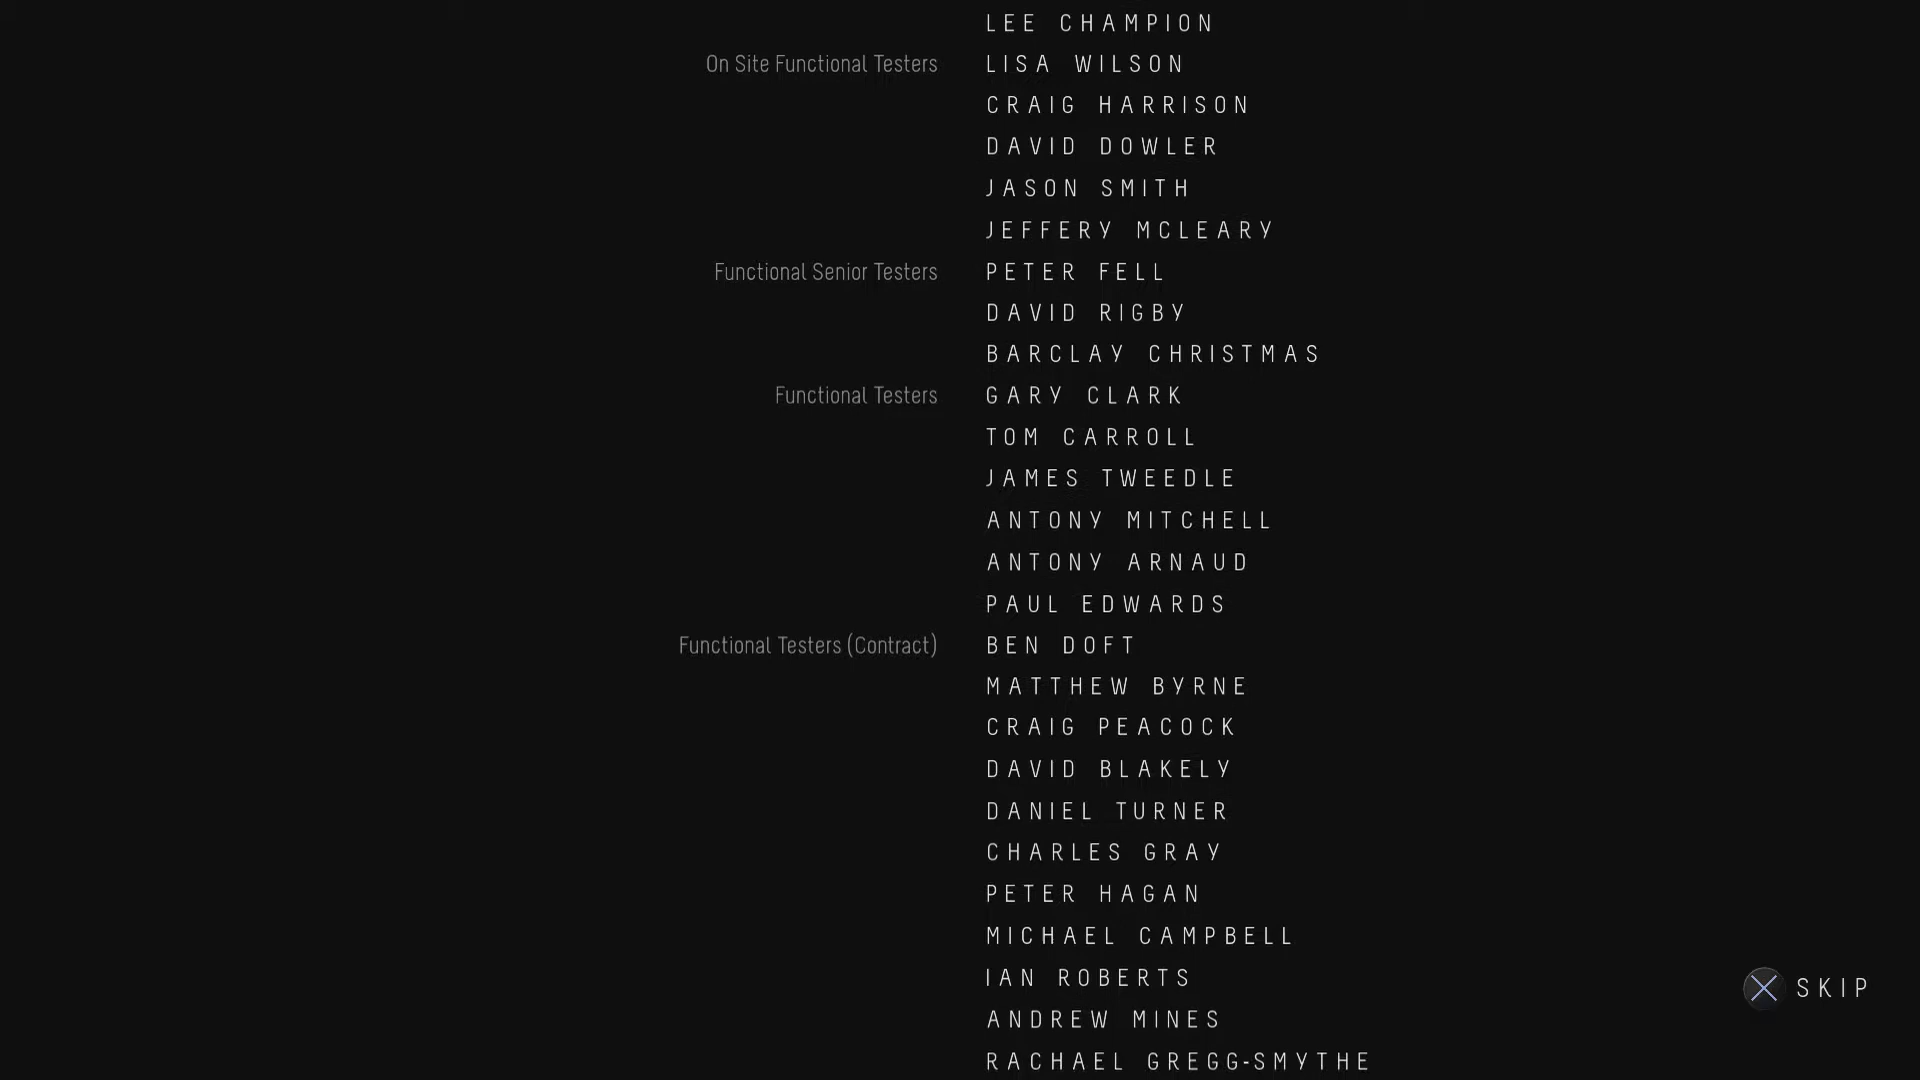 LEE CHAMPION
On Site Functional Testers LISA WILSON
CRAIG HARRISON
DAVID DOWLER
JASON SMITH
JEFFERY MCLEARY
Functional Senior Testers PETER FELL
DAVID RIGBY
BARCLAY CHRISTMAS
Functional Testers GARY CLARK
TOM CARROLL
JAMES TWEEDLE
ANTONY MITCHELL
ANTONY ARNAUD
PAUL EDWARDS
Functional Testers (Contract) BEN DOFT
MATTHEW BYRNE
CRAIG PEACOCK
DAVID BLAKELY
DANIEL TURNER
CHARLES GRAY
PETER HAGAN
MICHAEL CAMPBELL
IAN ROBERTS
SKIP
ANDREW MINES
RACHAEL GREGG-SMYTHE